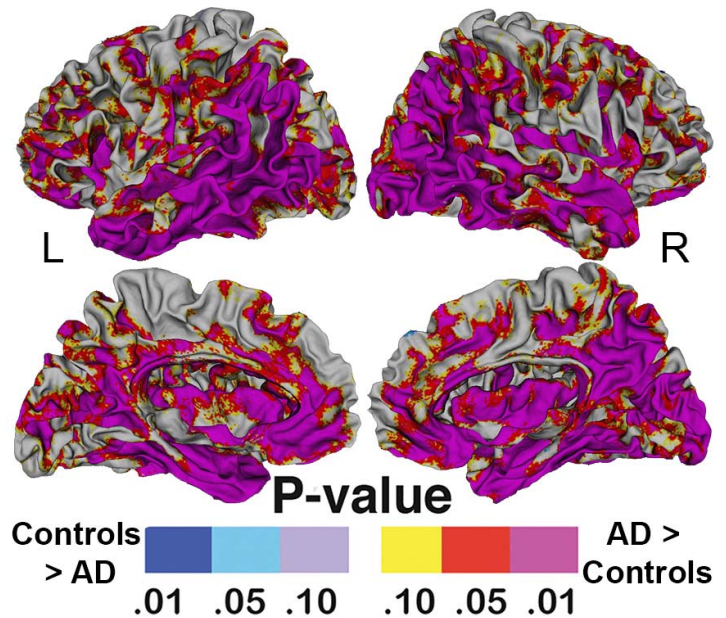 L
R
P-value
Controls > AD
AD > Controls
.01 .05 .10 .10 .05 .01